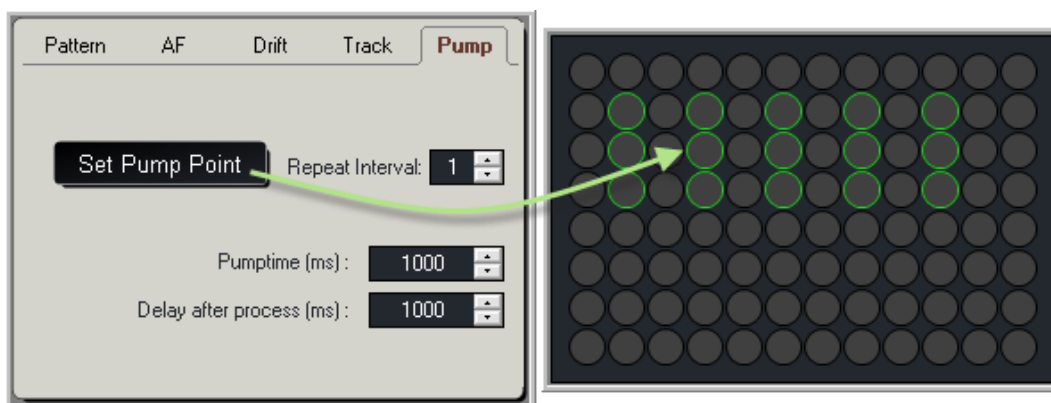 Pattern AF Drift Track Pump
Set Pump Point Repeat Interval: 1
Pumptime (ms) : 1000
Delay after process (ms) : 1000